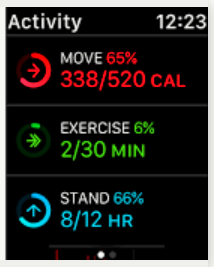 Activity 12:23
MOVE 65%
338/520 CAL
EXERCISE 6%
2/30 MIN
STAND 66%
8/12 HR